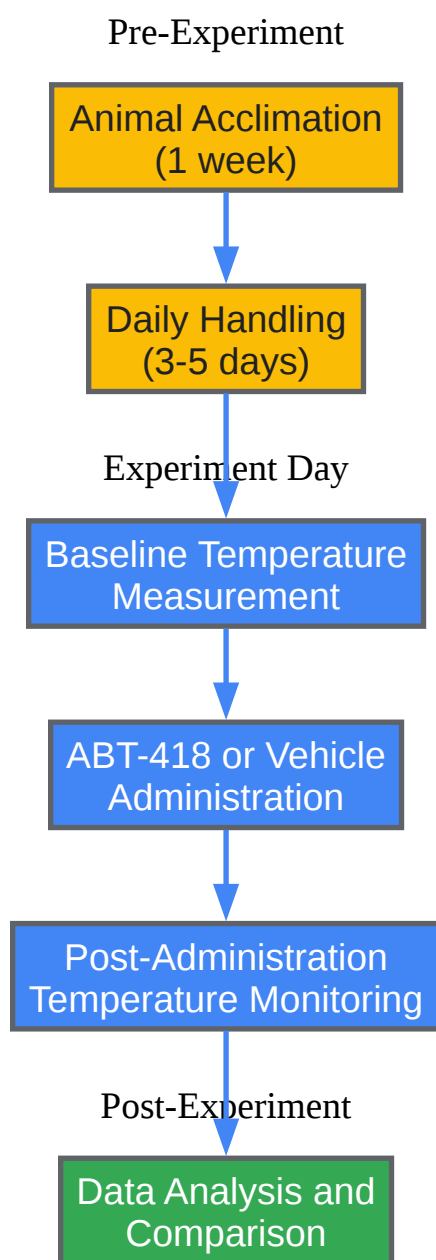 Pre-Experiment
Animal Acclimation
(1 week)
Daily Handling
(3-5 days)
Experiment Day
Baseline Temperature
Measurement
ABT-418 or Vehicle
Administration
Post-Administration
Temperature Monitoring
Post-Experiment
Data Analysis and
Comparison